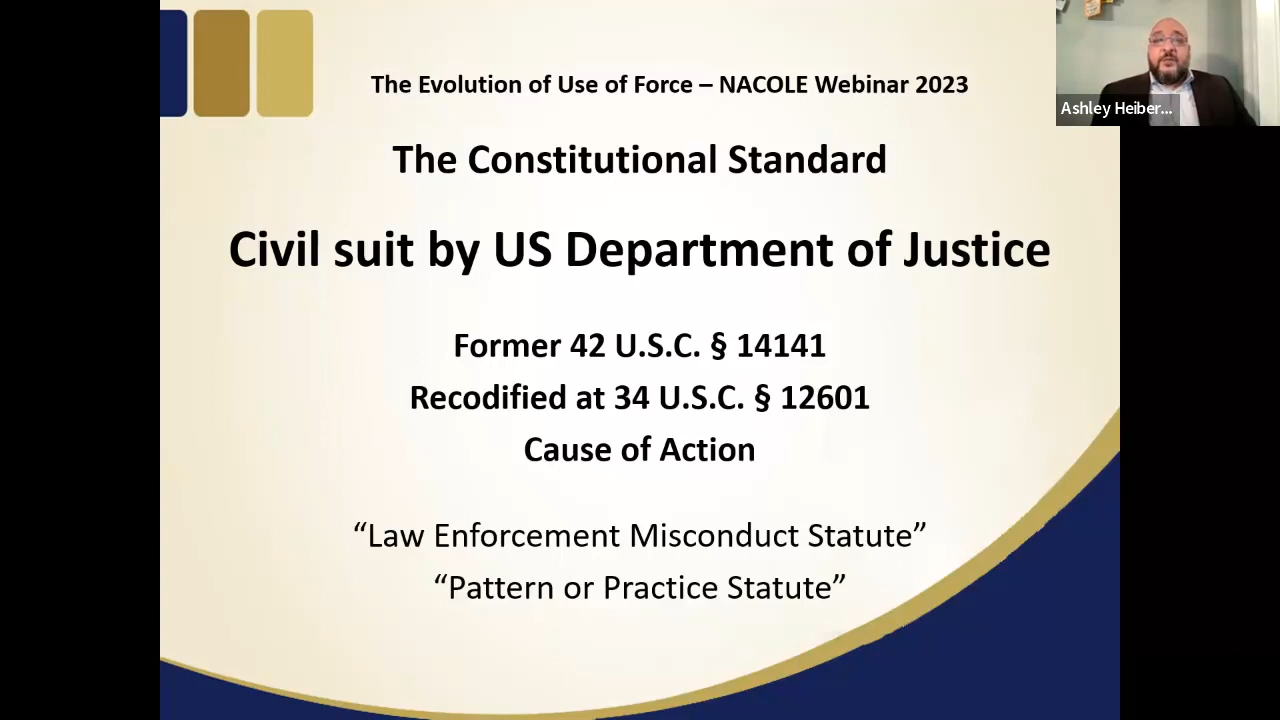 The Evolution of Use of Force – NACOLE Webinar 2023
Ashley Heiber...
The Constitutional Standard
Civil suit by US Department of Justice
Former 42 U.S.C. § 14141
Recodified at 34 U.S.C. § 12601
Cause of Action
“Law Enforcement Misconduct Statute”
“Pattern or Practice Statute”